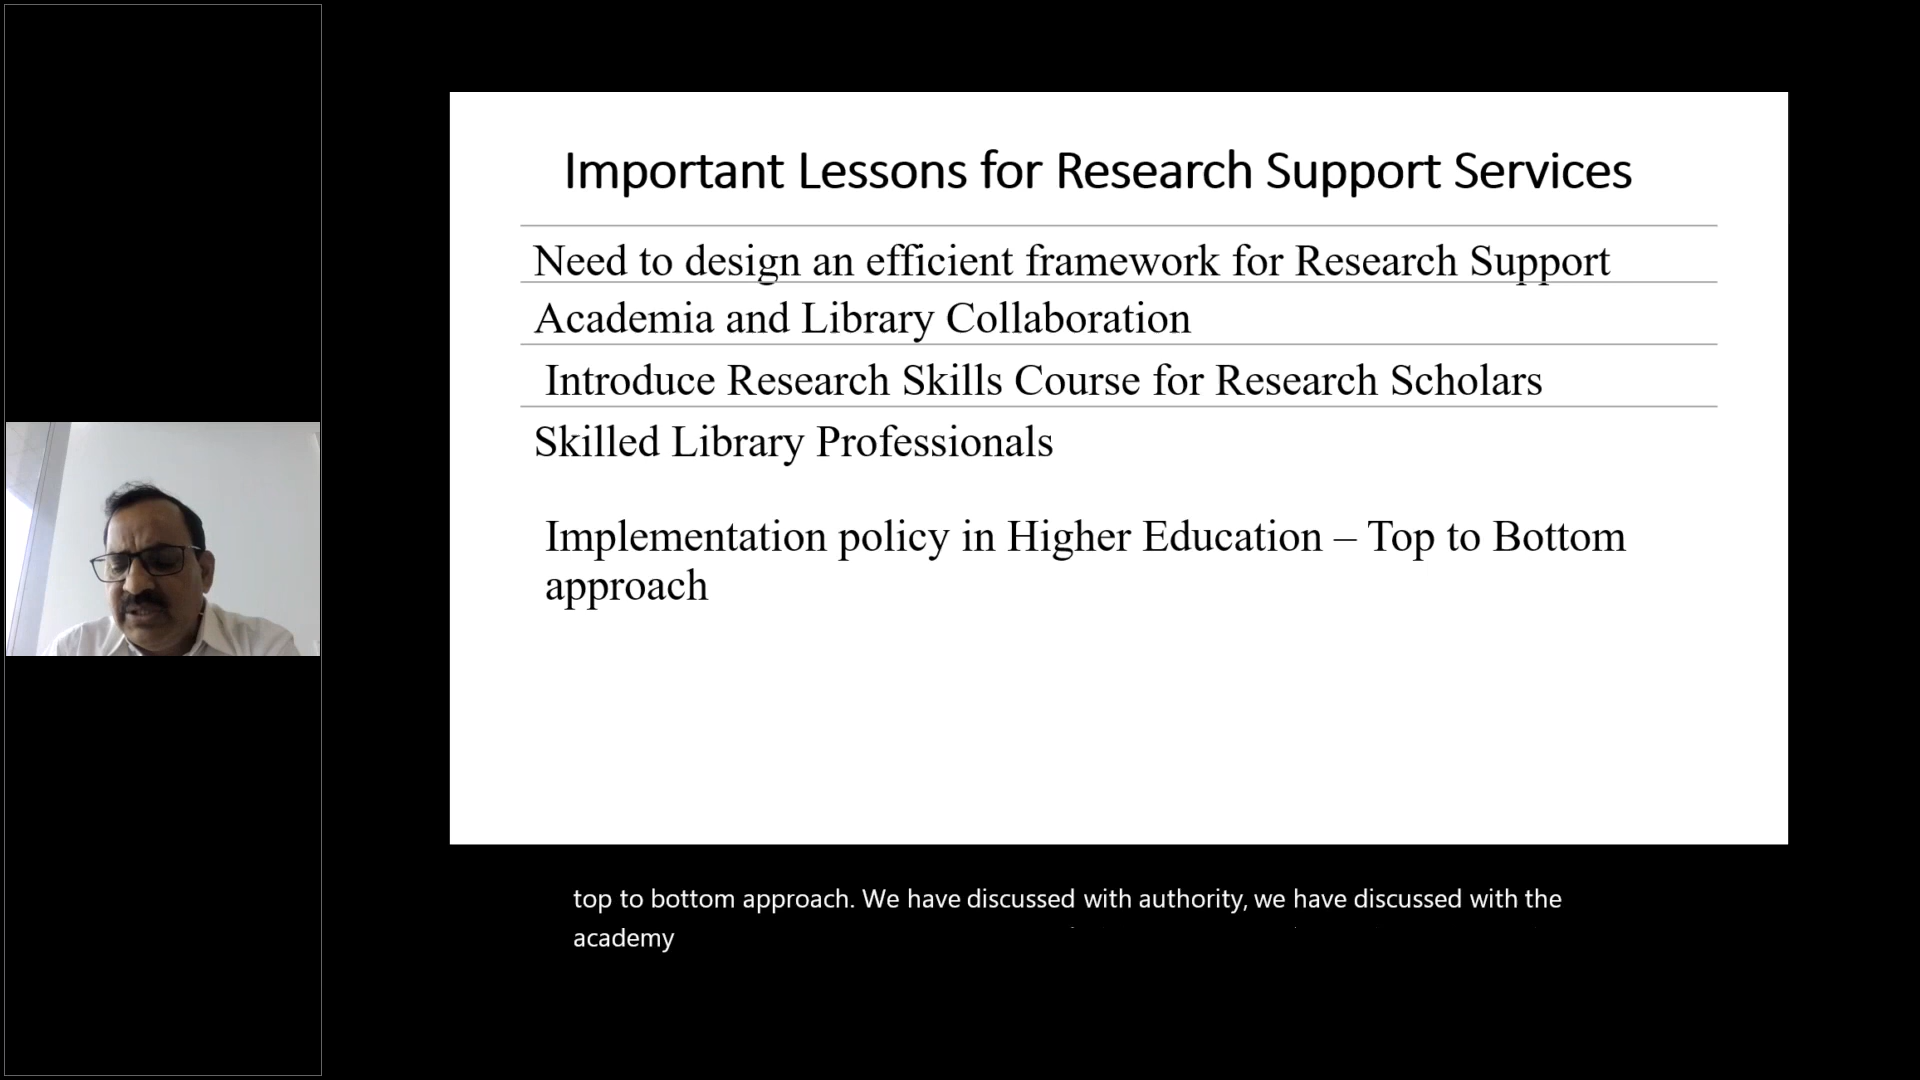 Important Lessons for Research Support Services
Need to design an efficient framework for Research Support
Academia and Library Collaboration
Introduce Research Skills Course for Research Scholars
Skilled Library Professionals
Implementation policy in Higher Education – Top to Bottom
approach
top to bottom approach. We have discussed with authority, we have discussed with the
academy